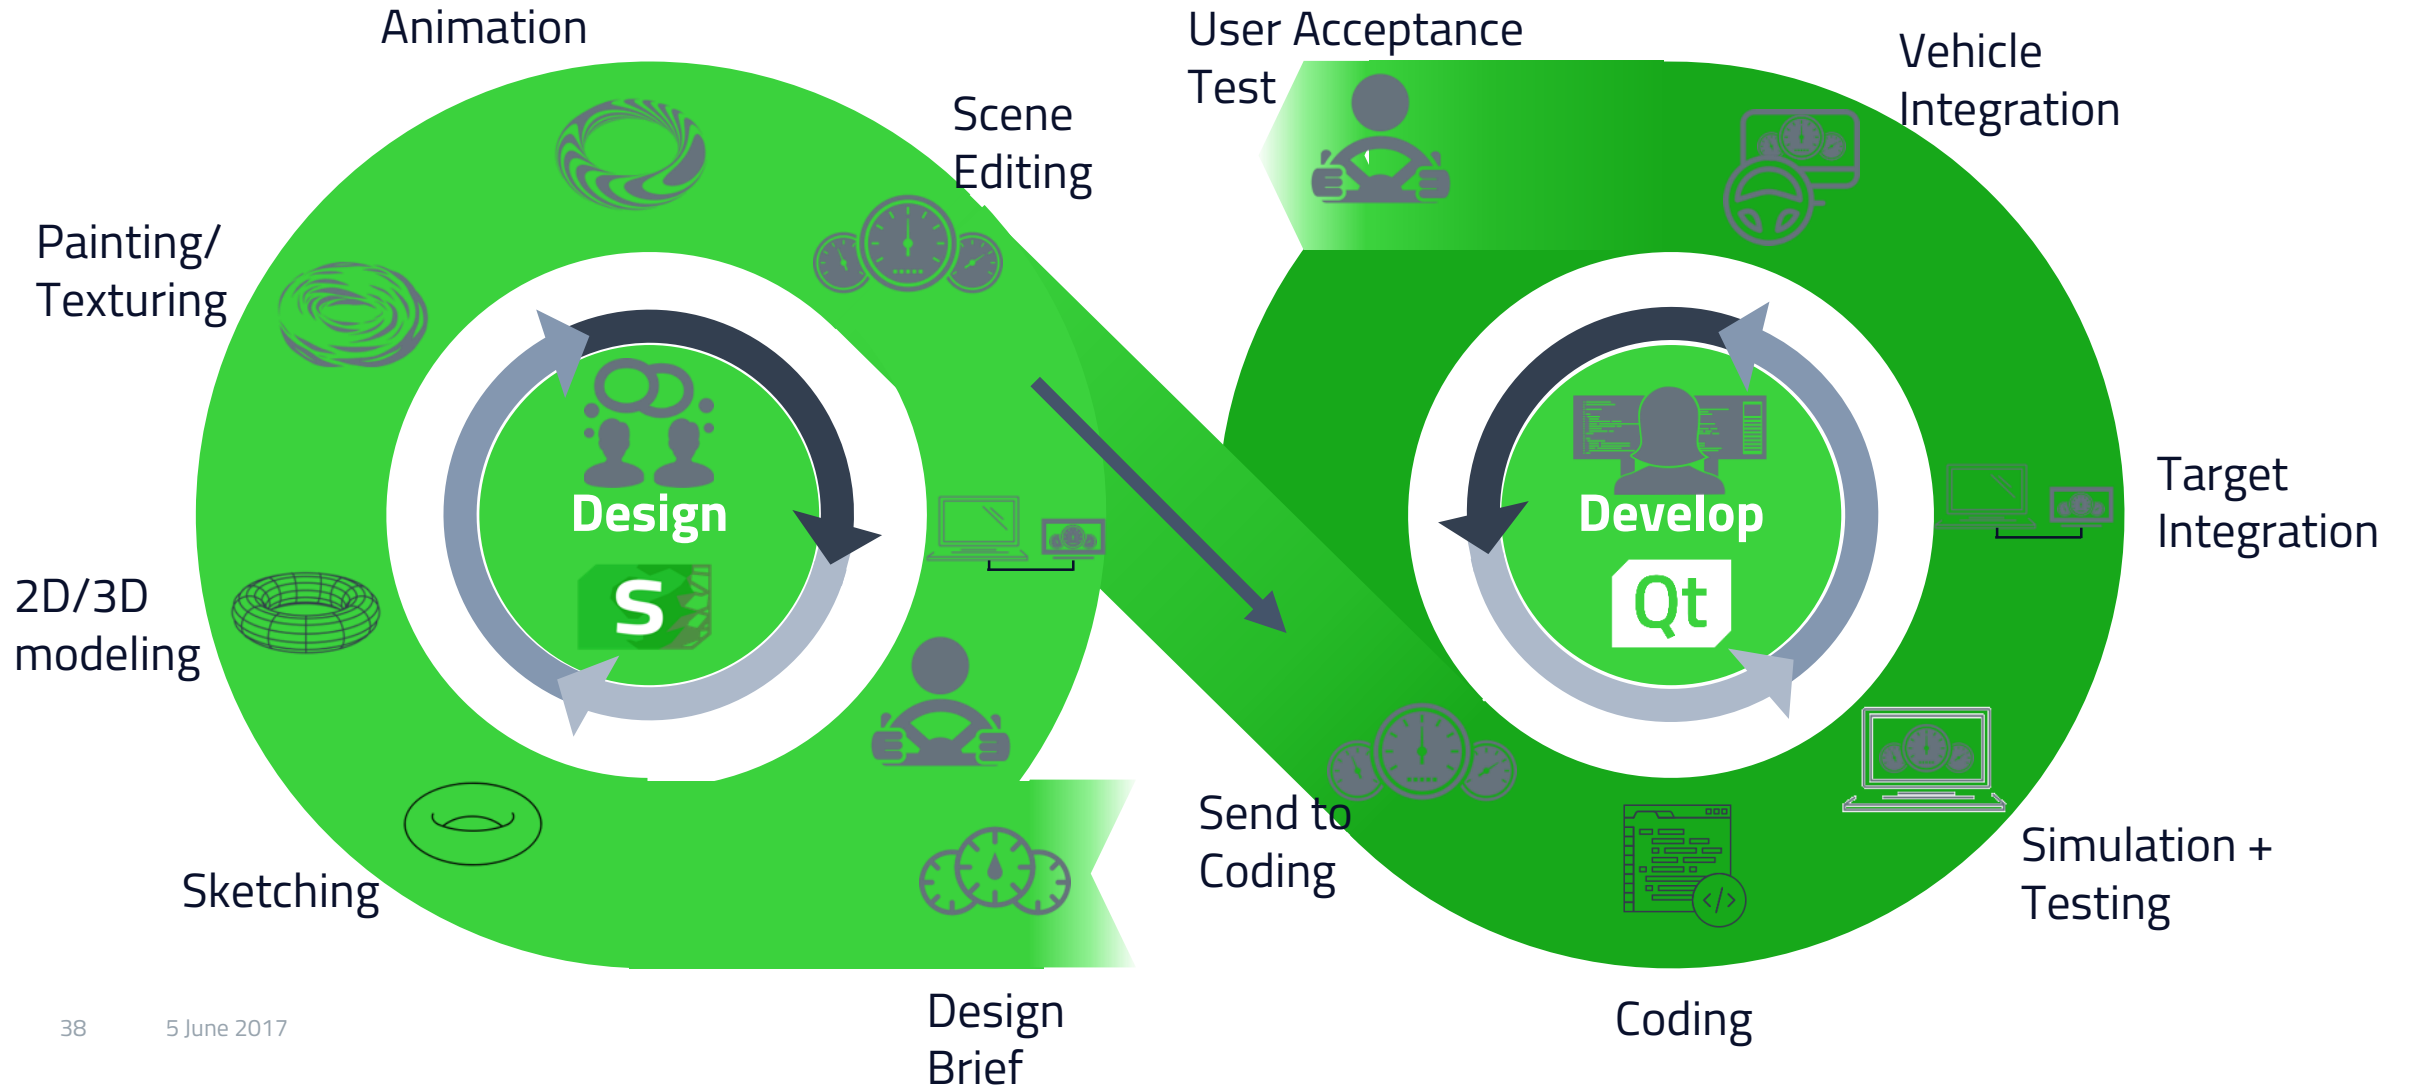 Animation
User Acceptance
Test
Vehicle
Integration
Scene
Editing
Painting/
Texturing
Design
S
Develop
Qt
Target
Integration
2D/3D
modeling
Send to
Coding
</>
Simulation +
Testing
Sketching
Design
Brief
Coding
38
5 June 2017